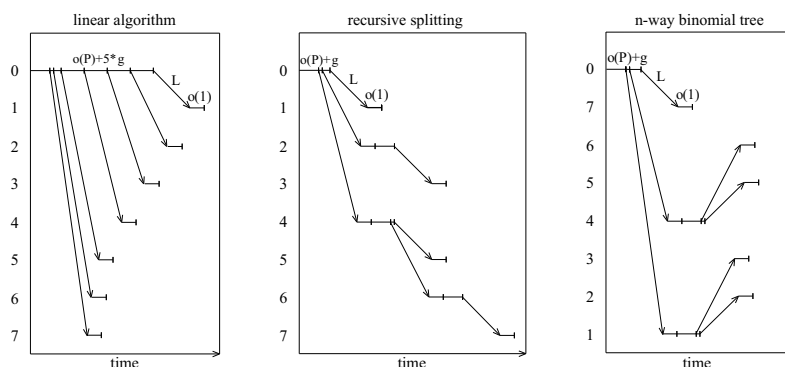 linear algorithm
o(P)+5*g
L
o(1)
0
1
2
3
4
5
6
7
time
recursive splitting
o(P)+g
L
o(1)
0
1
2
3
4
5
6
7
time
n-way binomial tree
o(P)+g
L
o(1)
0
7
6
5
4
3
2
1
time